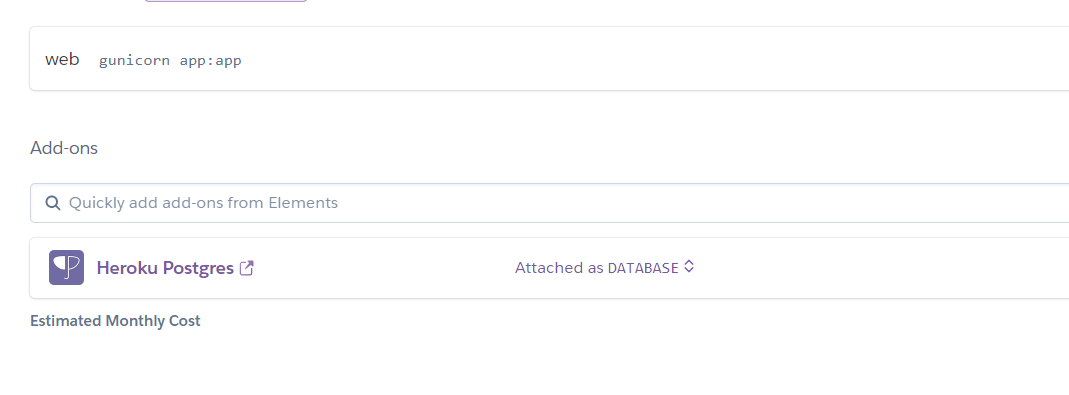 web gunicorn app:app
Add-ons
Quickly add add-ons from Elements
Heroku Postgres Attached as DATABASE
Estimated Monthly Cost